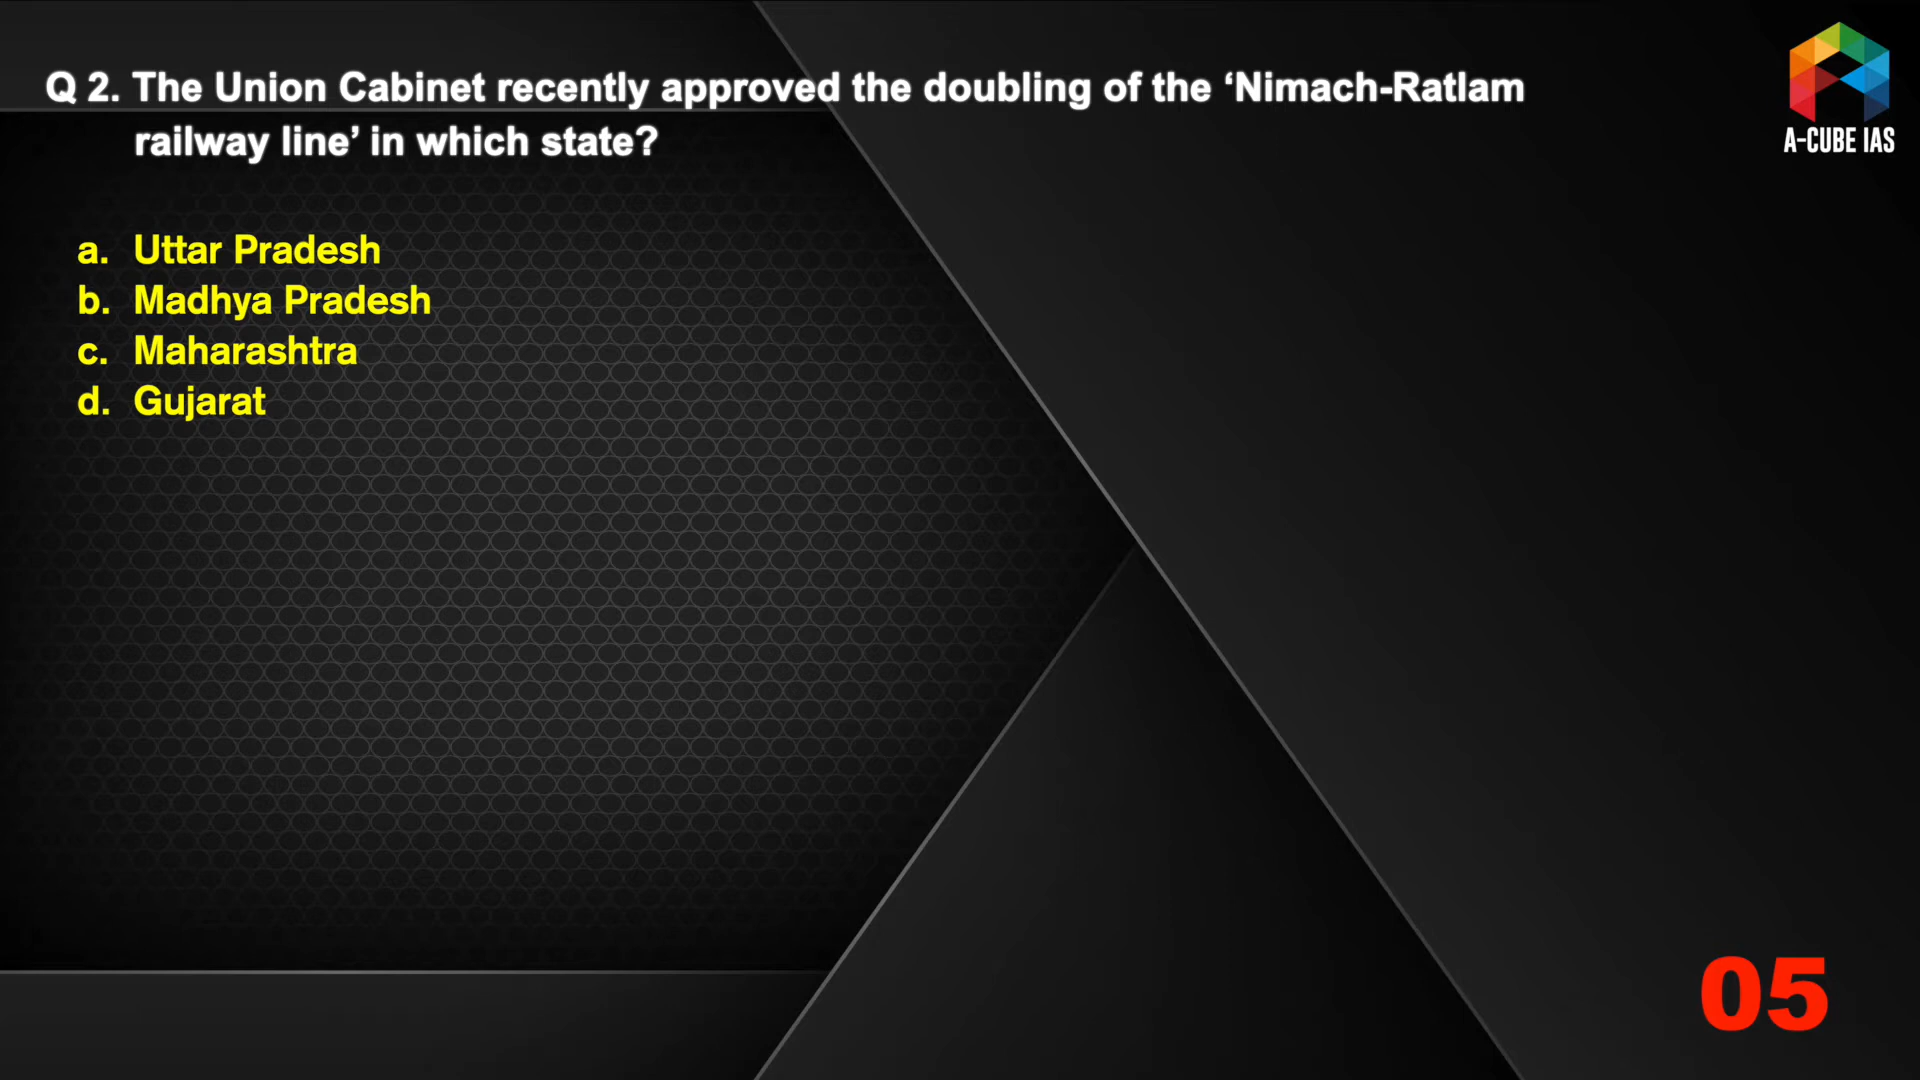 Q 2. The Union Cabinet recently approved the doubling of the ‘Nimach-Ratlam
railway line’ in which state?
A-CUBE IAS
a. Uttar Pradesh
b. Madhya Pradesh
c. Maharashtra
d. Gujarat
05